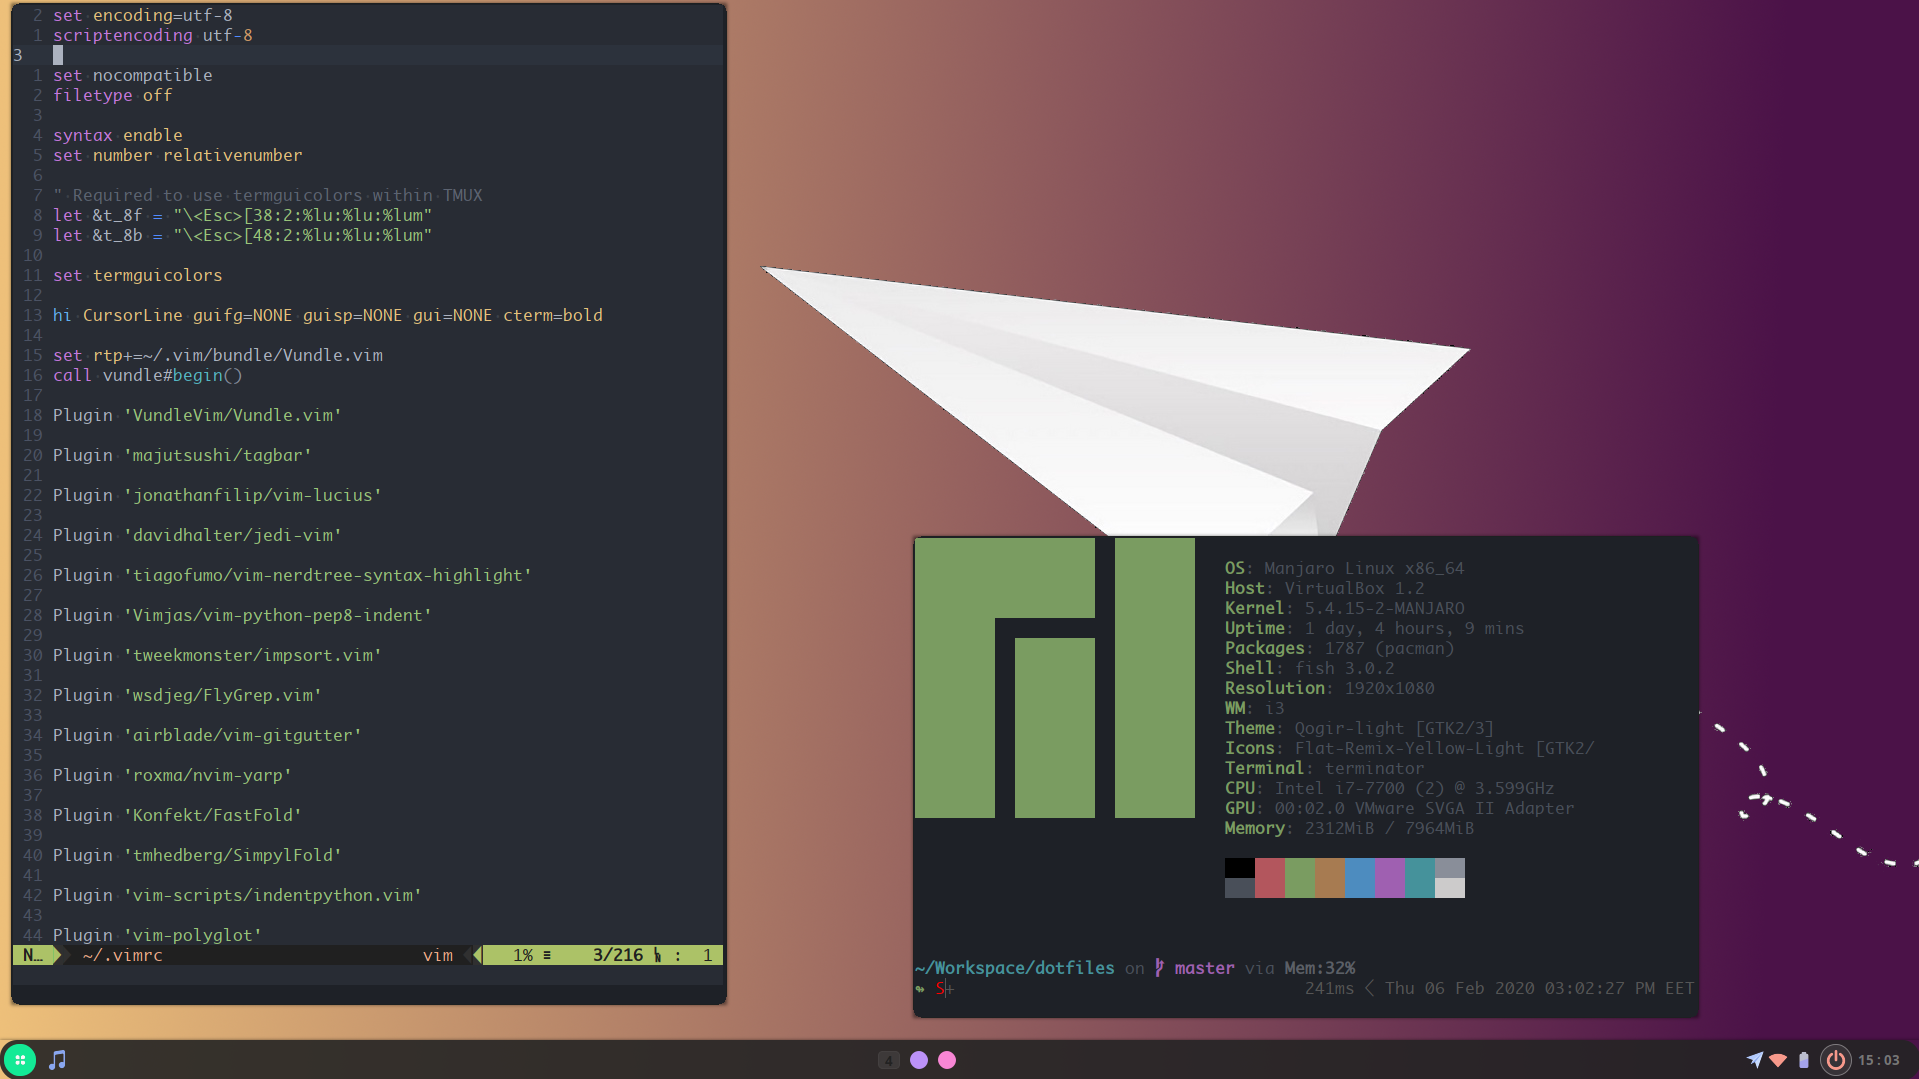 2 set encoding=utf-8
1 scriptencoding utf-8
3
1 set nocompatible
2 filetype off
3
4 syntax enable
5 set number relativenumber
6
7 " Required to use termguicolors within TMUX
8 let &t_8f = "\<Esc>[38:2:%lu:%lu:%lum"
9 let &t_8b = "\<Esc>[48:2:%lu:%lu:%lum"
10
11 set termguicolors
12
13 hi CursorLine guifg=NONE guisp=NONE gui=NONE cterm=bold
14
15 set rtp+=~/.vim/bundle/Vundle.vim
16 call vundle#begin()
17
18 Plugin 'VundleVim/Vundle.vim'
19
20 Plugin 'majutsushi/tagbar'
21
22 Plugin 'jonathanfilip/vim-lucius'
23
24 Plugin 'davidhalter/jedi-vim'
25
26 Plugin 'tiagofumo/vim-nerdtree-syntax-highlight'
27
28 Plugin 'Vimjas/vim-python-pep8-indent'
29
30 Plugin 'tweekmonster/impsort.vim'
31
32 Plugin 'wsdjeg/FlyGrep.vim'
33
34 Plugin 'airblade/vim-gitgutter'
35
36 Plugin 'roxma/nvim-yarp'
37
38 Plugin 'Konfekt/FastFold'
39
40 Plugin 'tmhedberg/SimpylFold'
41
42 Plugin 'vim-scripts/indentpython.vim'
43
44 Plugin 'vim-polyglot'
N… ~/.vimrc vim 1% ≡ 3/216 : 1
OS: Manjaro Linux x86_64
Host: VirtualBox 1.2
Kernel: 5.4.15-2-MANJARO
Uptime: 1 day, 4 hours, 9 mins
Packages: 1787 (pacman)
Shell: fish 3.0.2
Resolution: 1920x1080
WM: i3
Theme: Qogir-light [GTK2/3]
Icons: Flat-Remix-Yellow-Light [GTK2/
Terminal: terminator
CPU: Intel i7-7700 (2) @ 3.599GHz
GPU: 00:02.0 VMware SVGA II Adapter
Memory: 2312MiB / 7964MiB
~/Workspace/dotfiles on master via Mem:32%
S+ 241ms < Thu 06 Feb 2020 03:02:27 PM EET
4
15:03